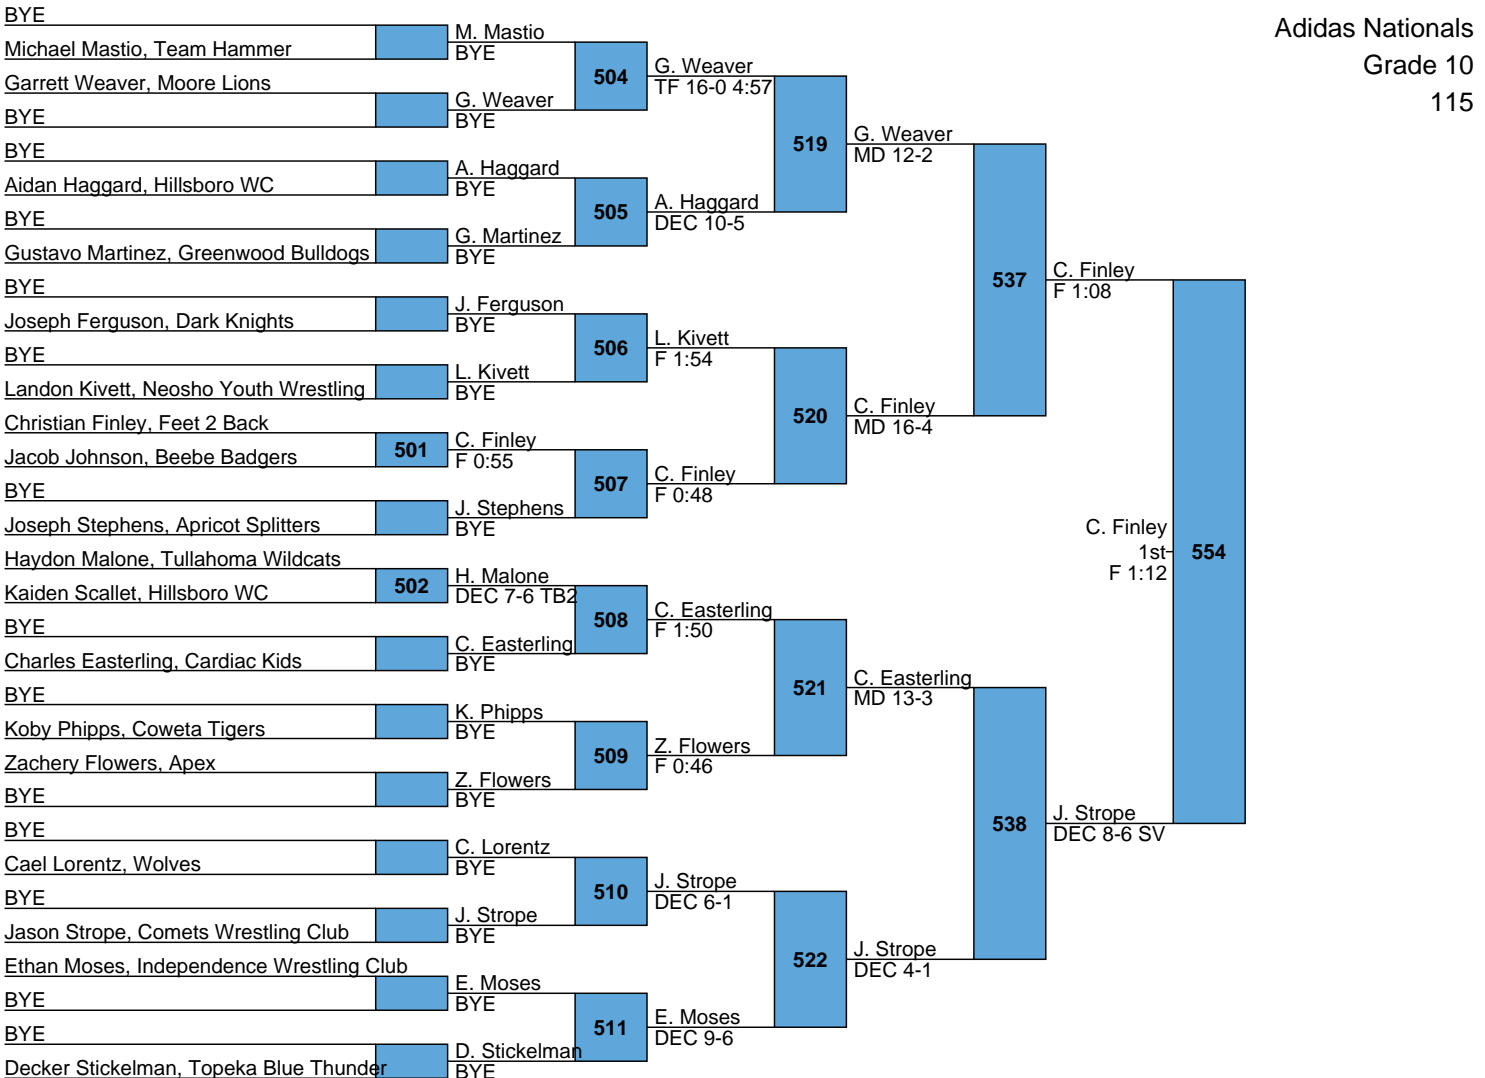 Adidas Nationals
Grade 10
115
BYE
Michael Mastio, Team Hammer
Garrett Weaver, Moore Lions
BYE
BYE
Aidan Haggard, Hillsboro WC
BYE
Gustavo Martinez, Greenwood Bulldogs
BYE
Joseph Ferguson, Dark Knights
BYE
Landon Kivett, Neosho Youth Wrestling
Christian Finley, Feet 2 Back
Jacob Johnson, Beebe Badgers
BYE
Joseph Stephens, Apricot Splitters
Haydon Malone, Tullahoma Wildcats
Kaiden Scallet, Hillsboro WC
BYE
Charles Easterling, Cardiac Kids
BYE
Koby Phipps, Coweta Tigers
Zachery Flowers, Apex
BYE
BYE
Cael Lorentz, Wolves
BYE
Jason Strope, Comets Wrestling Club
Ethan Moses, Independence Wrestling Club
BYE
BYE
Decker Stickelman, Topeka Blue Thunder
501
502
M. Mastio
BYE
G. Weaver
BYE
A. Haggard
BYE
G. Martinez
BYE
J. Ferguson
BYE
L. Kivett
BYE
C. Finley
F 0:55
J. Stephens
BYE
H. Malone
DEC 7-6 TB2
C. Easterling
BYE
K. Phipps
BYE
Z. Flowers
BYE
C. Lorentz
BYE
J. Strope
BYE
E. Moses
BYE
D. Stickelman
BYE
504
505
506
507
508
509
510
511
G. Weaver
TF 16-0 4:57
A. Haggard
DEC 10-5
L. Kivett
F 1:54
C. Finley
F 0:48
C. Easterling
F 1:50
Z. Flowers
F 0:46
J. Strope
DEC 6-1
E. Moses
DEC 9-6
519
520
521
522
G. Weaver
MD 12-2
C. Finley
MD 16-4
C. Easterling
MD 13-3
J. Strope
DEC 4-1
537
538
C. Finley
F 1:08
J. Strope
DEC 8-6 SV
C. Finley
1st
F 1:12
554